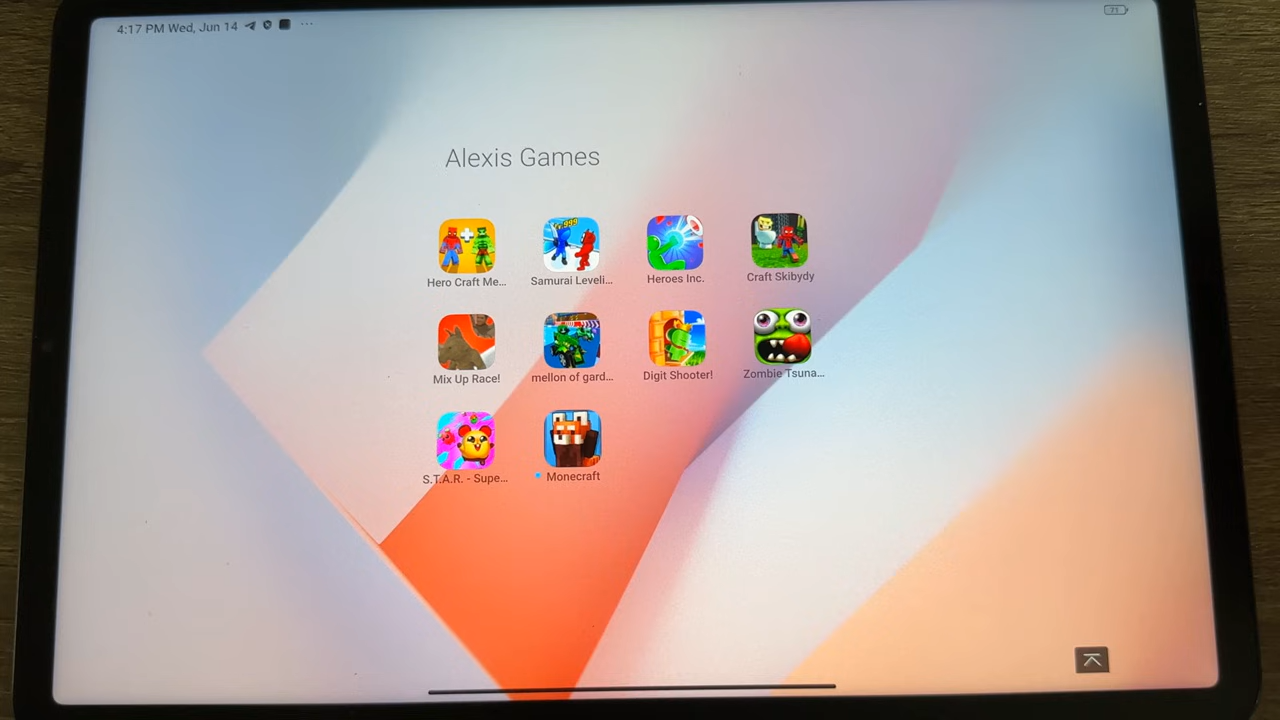 4:17 PM Wed, Jun 14
71
Alexis Games
Hero Craft Me...
Samurai Leveli...
Heroes Inc.
Craft Skibydy
Mix Up Race!
mellon of gard...
Digit Shooter!
Zombie Tsuna...
S.T.A.R. - Supe...
Monecraft